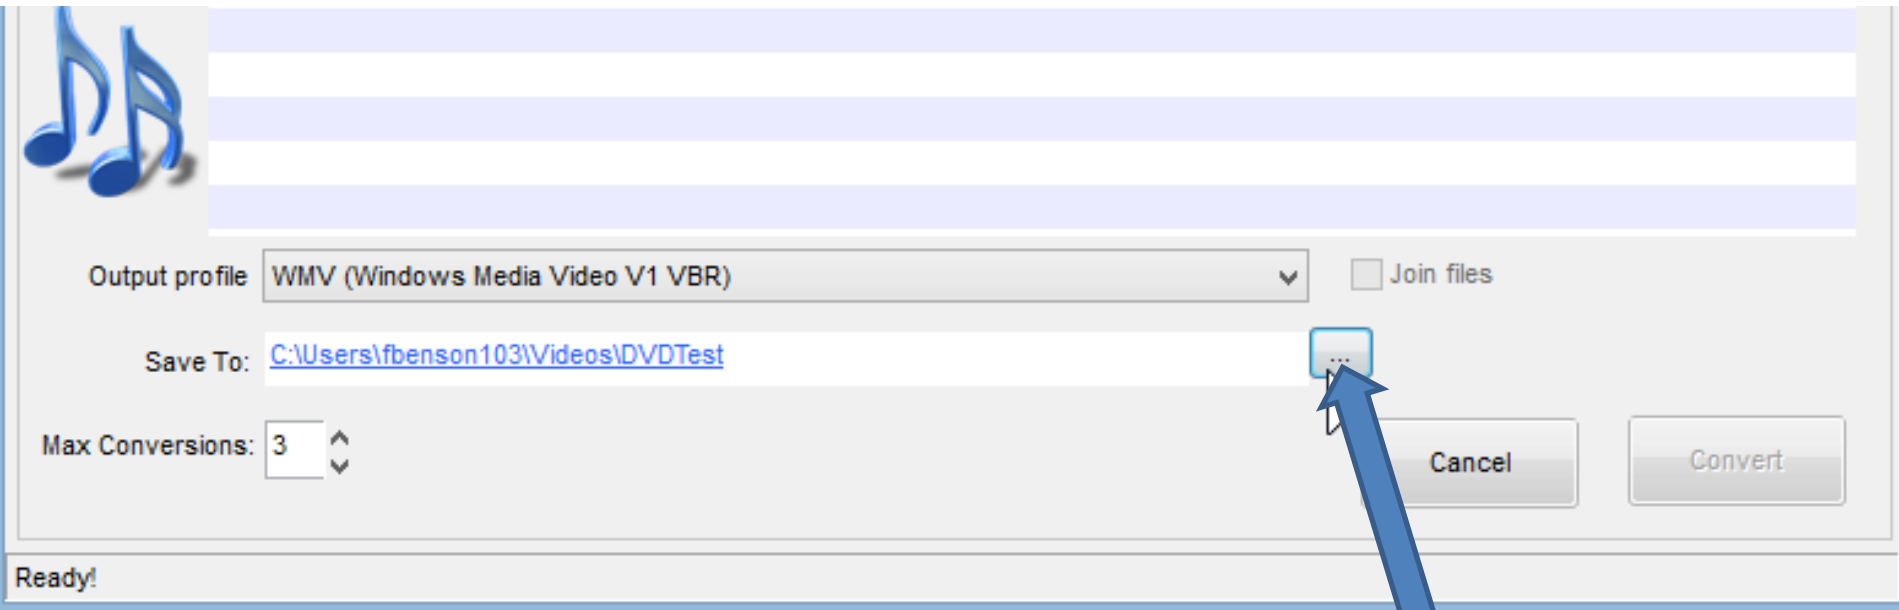 Output profile WMV (Windows Media Video V1 VBR) Join files
Save To: C:\Users\fbenson103\Videos\DVDTest ...
Max Conversions: 3
Cancel Convert
Ready!